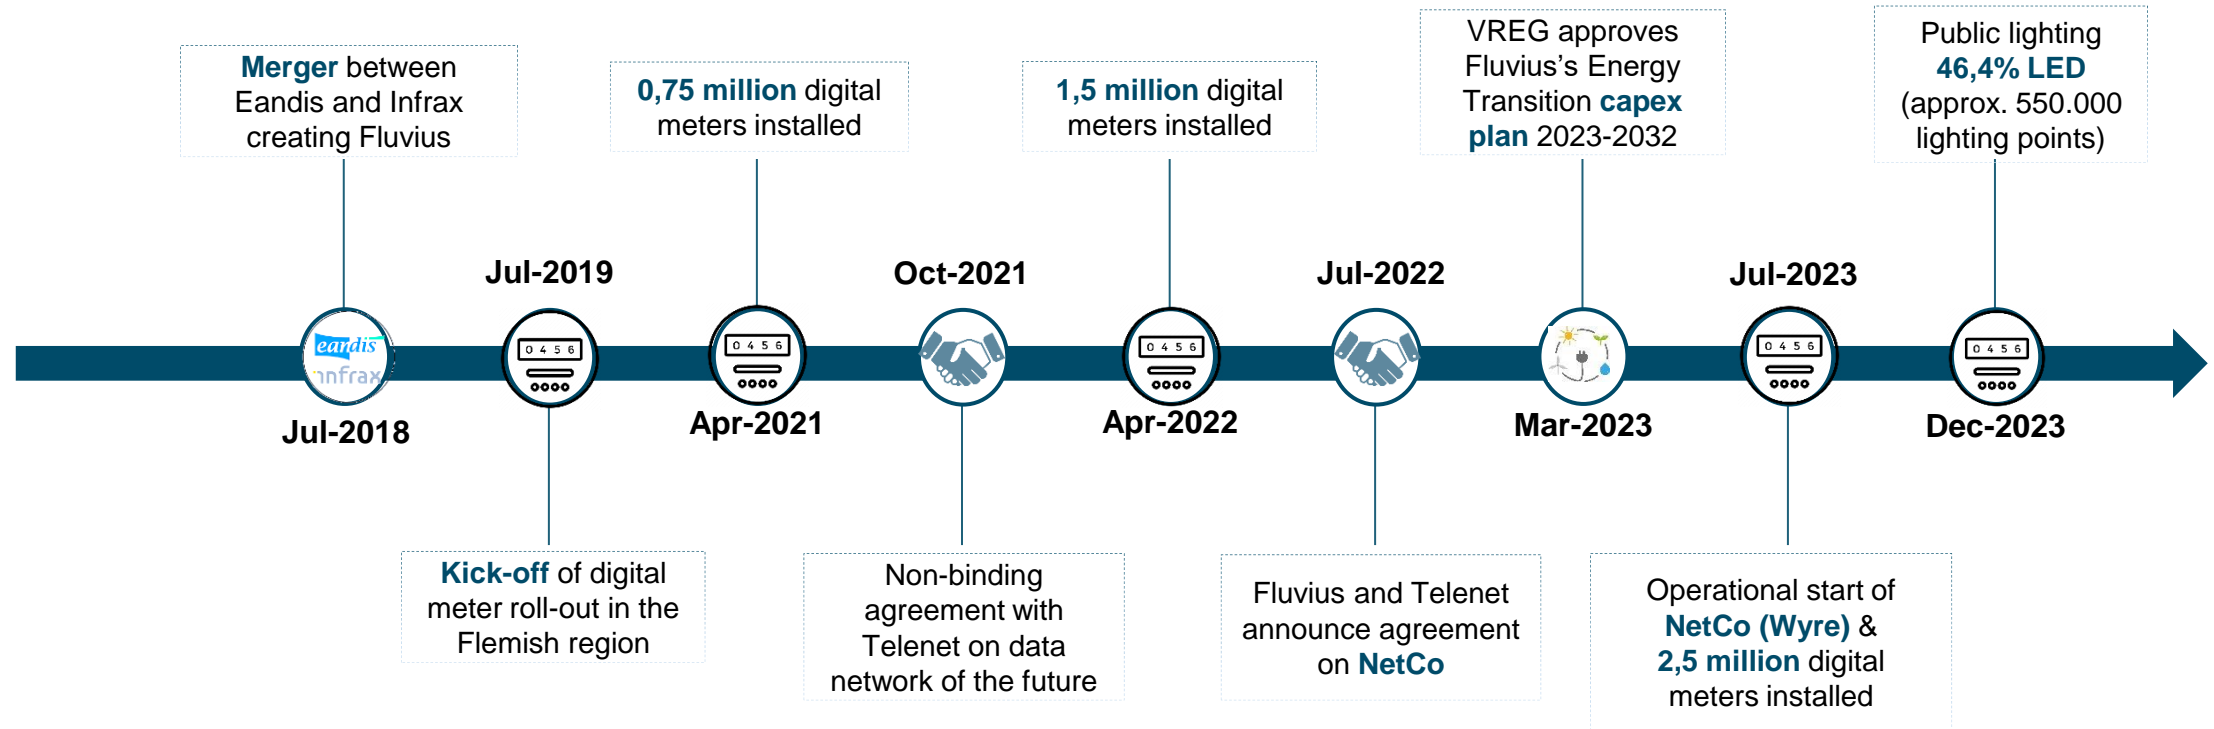 Merger between
Eandis and Infrax
creating Fluvius
0,75 million digital
meters installed
1,5 million digital
meters installed
VREG approves
Fluvius’s Energy
Transition capex
plan 2023-2032
Public lighting
46,4% LED
(approx. 550.000
lighting points)
Jul-2019
Oct-2021
Jul-2022
Jul-2023
eandis
infrax
0 4 5 6
0 4 5 6
0 4 5 6
0 4 5 6
0 4 5 6
Jul-2018
Apr-2021
Apr-2022
Mar-2023
Dec-2023
Kick-off of digital
meter roll-out in the
Flemish region
Non-binding
agreement with
Telenet on data
network of the future
Fluvius and Telenet
announce agreement
on NetCo
Operational start of
NetCo (Wyre) &
2,5 million digital
meters installed